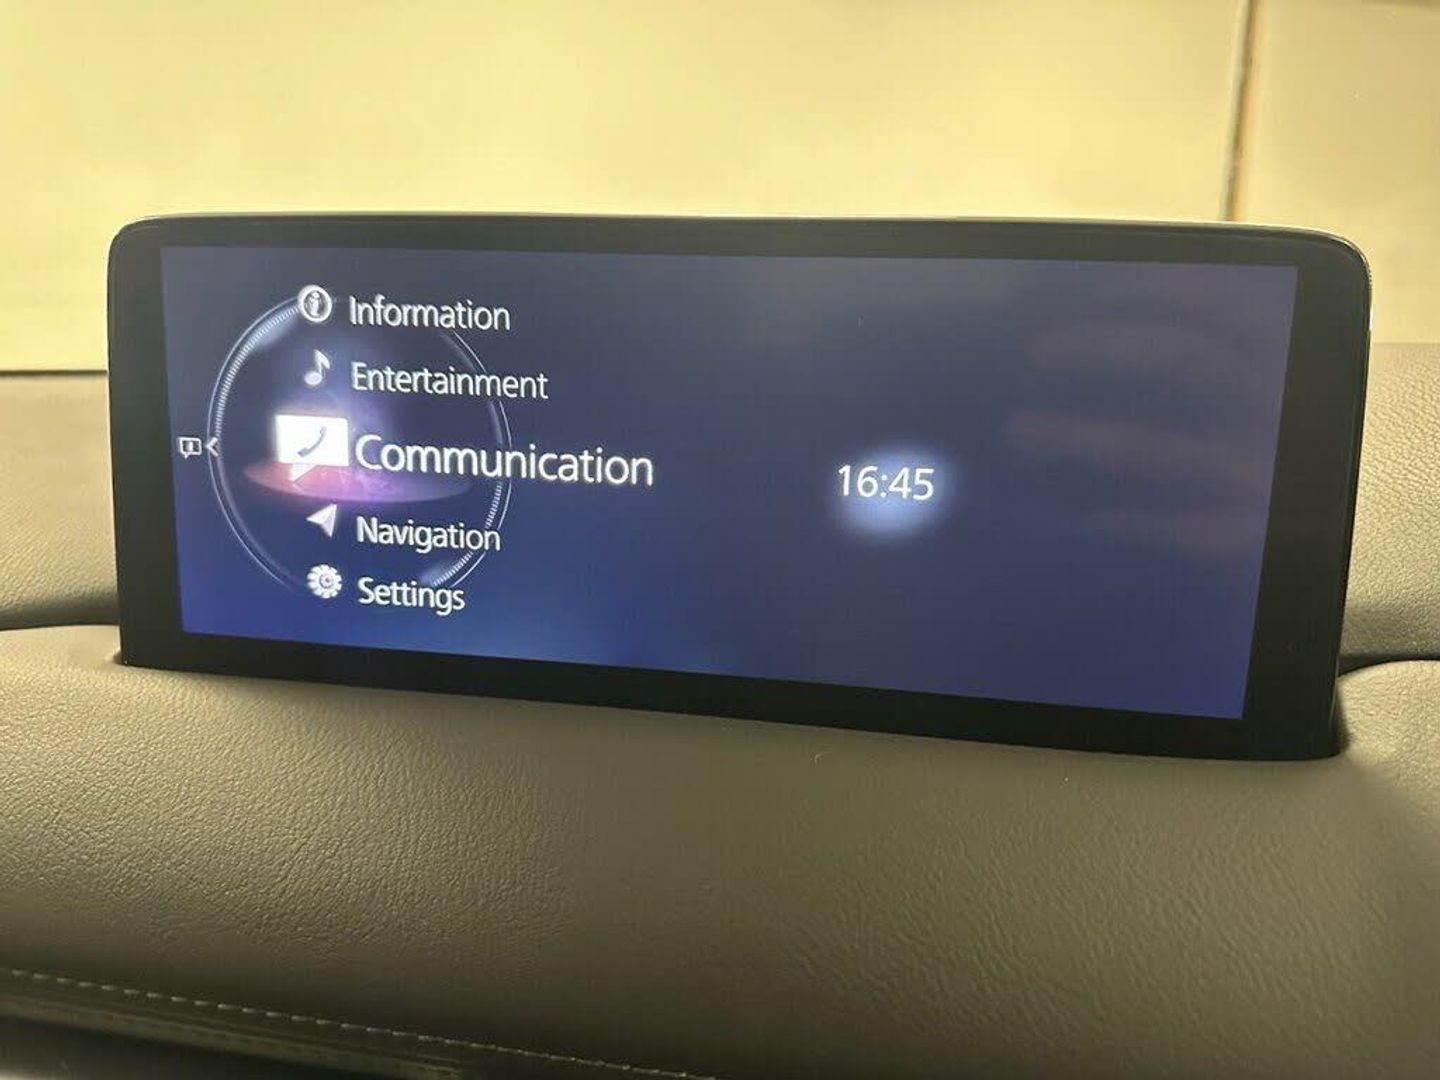 Information
Entertainment
Communication
16:45
Navigation
Settings